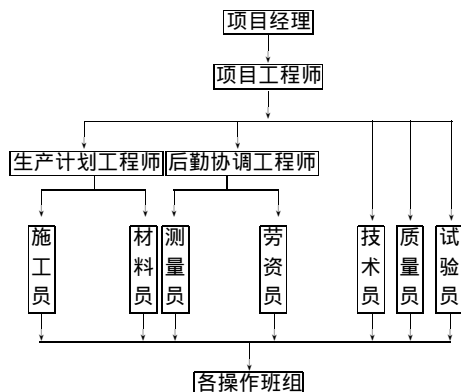 项目经理
项目工程师
生产计划工程师
后勤协调工程师
施工员
材料员
测量员
劳资员
技术员
质量员
试验员
各操作班组